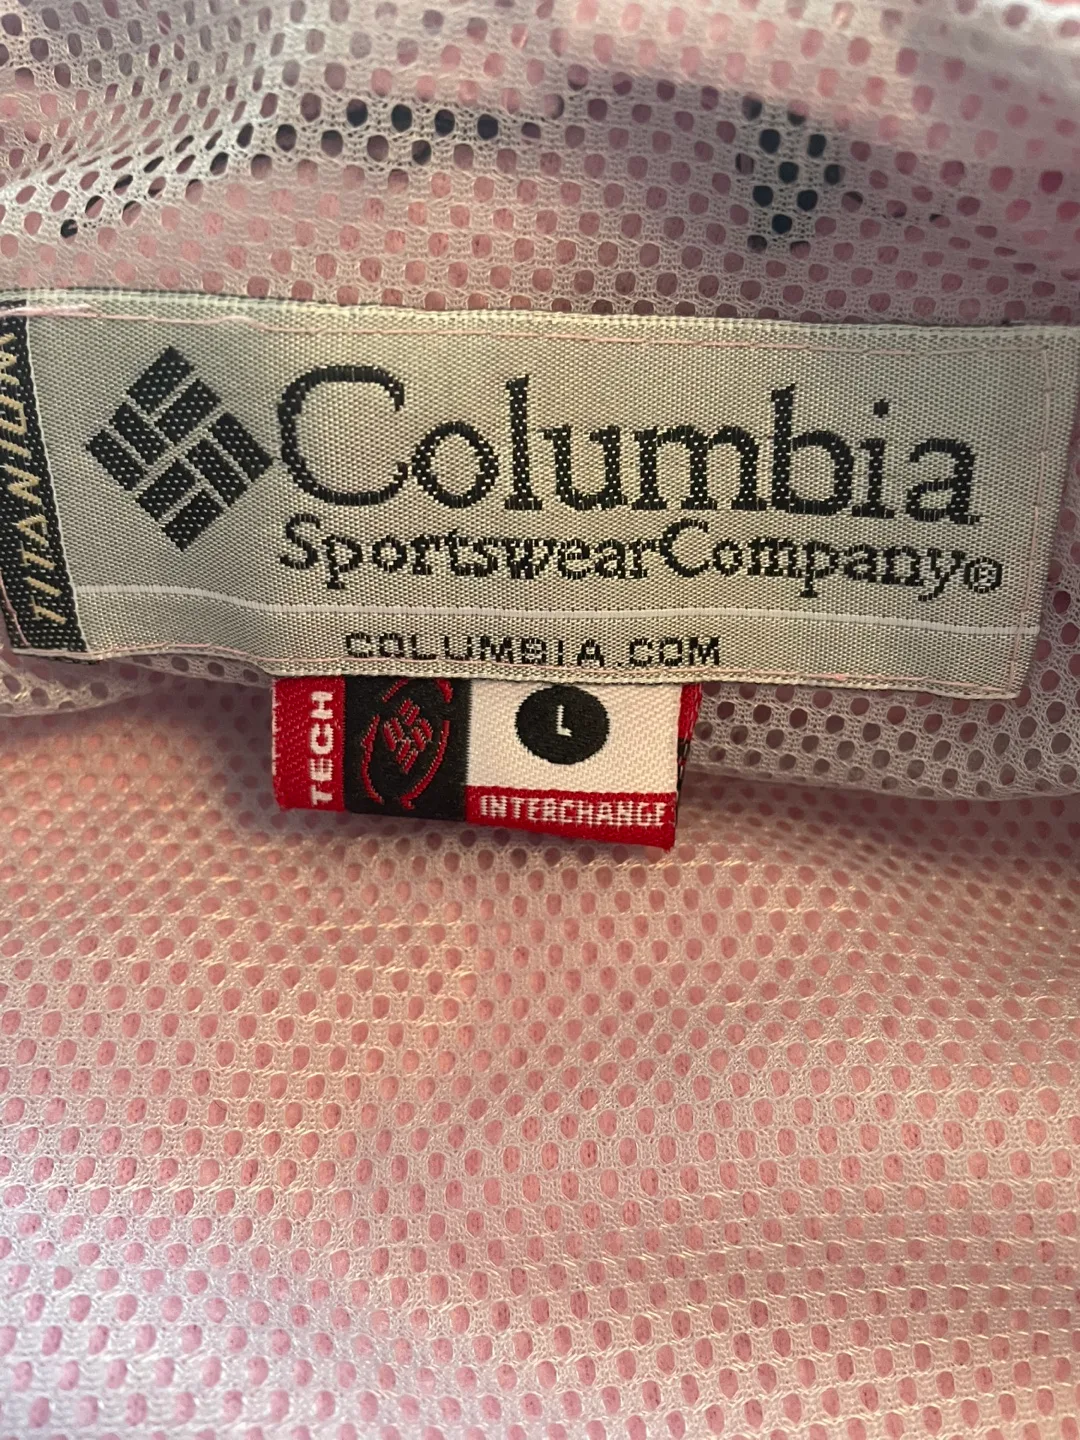 TITANIUM
Columbia
SportswearCompany®
COLUMBIA.COM
TECH
L
INTERCHANGE